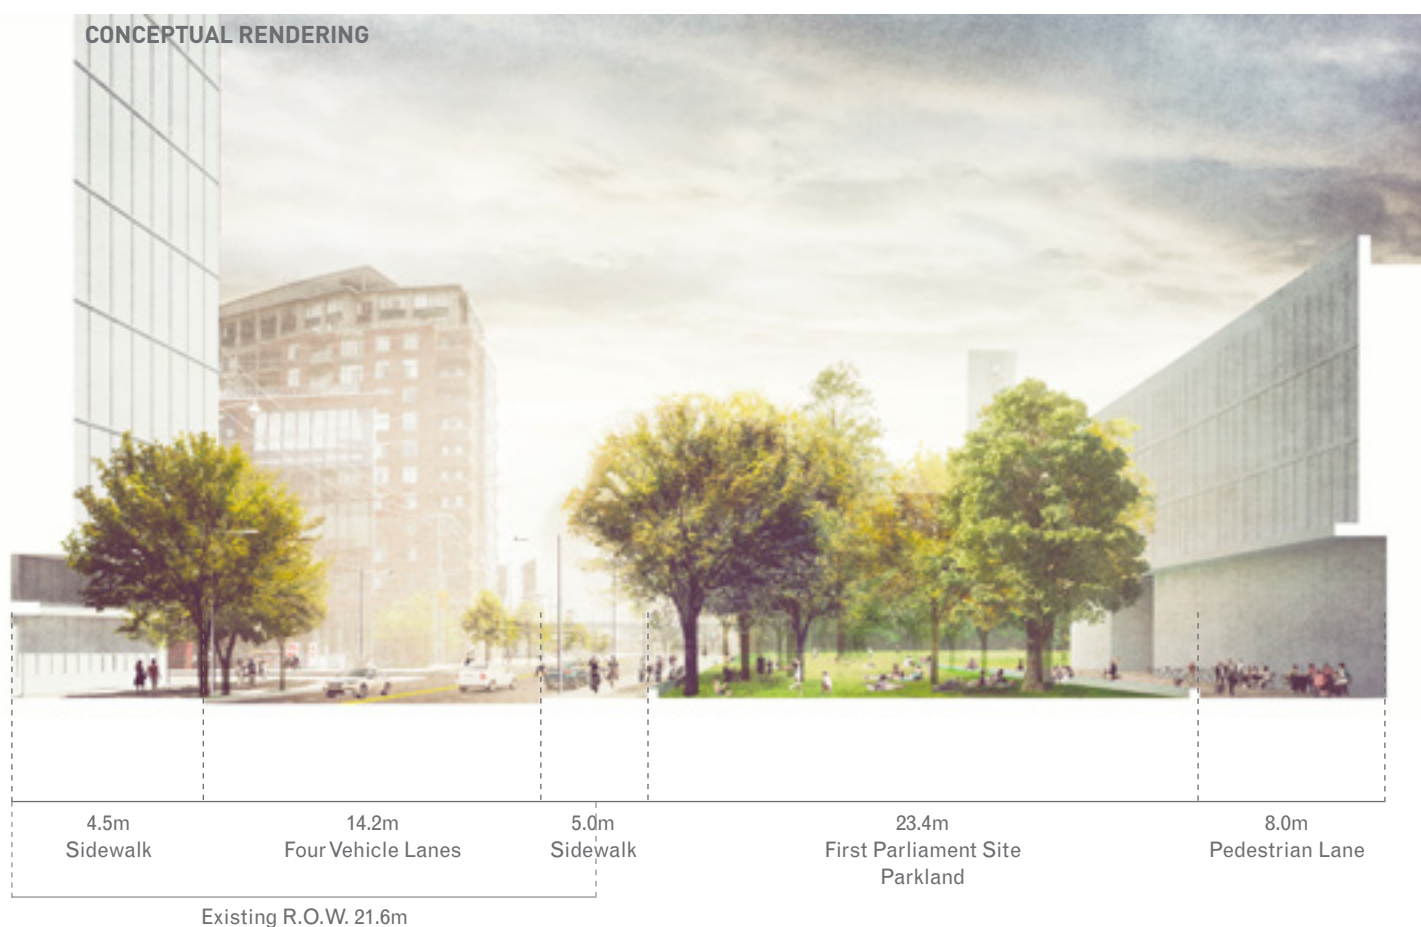 CONCEPTUAL RENDERING
4.5m
Sidewalk
14.2m
Four Vehicle Lanes
5.0m
Sidewalk
23.4m
First Parliament Site
Parkland
8.0m
Pedestrian Lane
Existing R.O.W. 21.6m